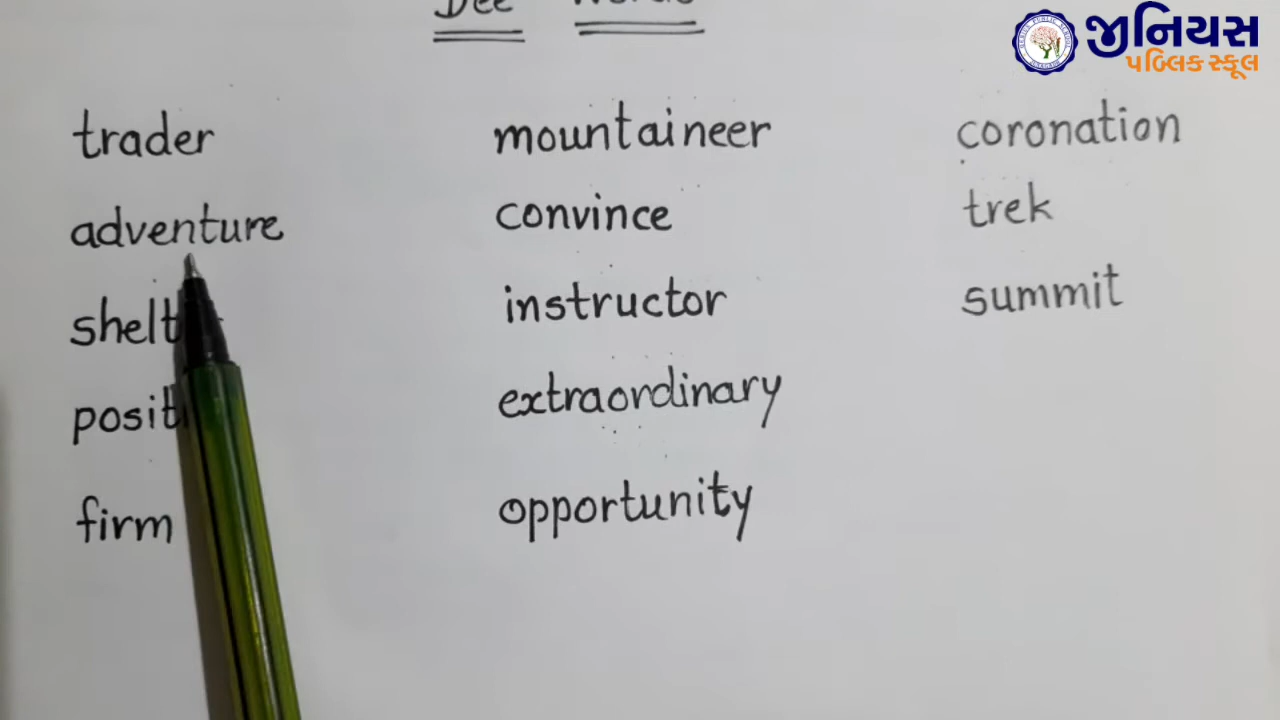 જીનિયસ
પબ્લિક સ્કૂલ
trader
adventure
firm
mountaineer
convince
instructor
extraordinary
opportunity
coronation
trek
summit